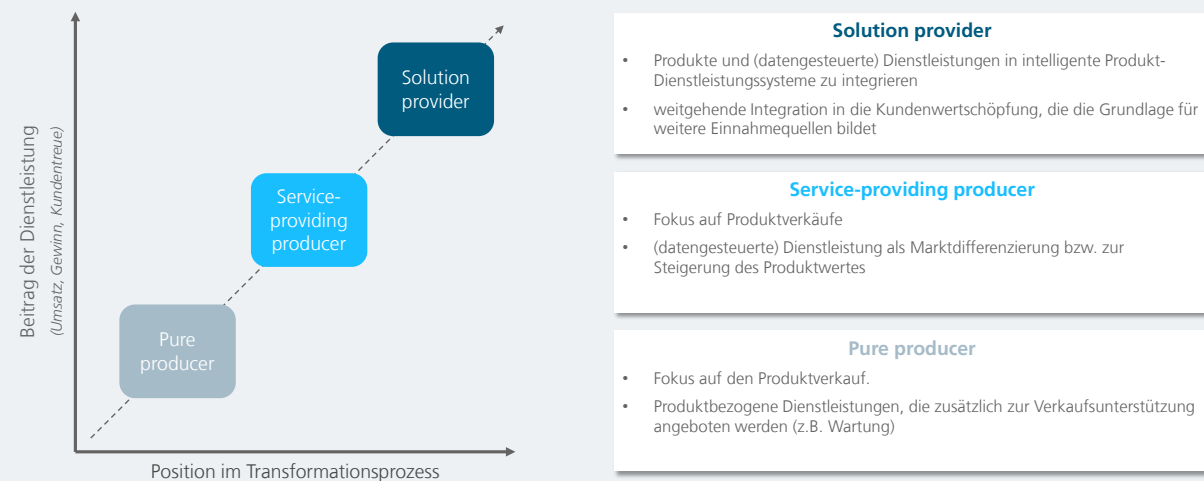 Beitrag der Dienstleistung
(Umsatz, Gewinn, Kundentreue)
Solution
provider
Service-
providing
producer
Pure
producer
Position im Transformationsprozess
Solution provider
• Produkte und (datengesteuerte) Dienstleistungen in intelligente Produkt-
Dienstleistungssysteme zu integrieren
• weitgehende Integration in die Kundenwertschöpfung, die die Grundlage für
weitere Einnahmequellen bildet
Service-providing producer
• Fokus auf Produktverkäufe
• (datengesteuerte) Dienstleistung als Marktdifferenzierung bzw. zur
Steigerung des Produktwertes
Pure producer
• Fokus auf den Produktverkauf.
• Produktbezogene Dienstleistungen, die zusätzlich zur Verkaufsunterstützung
angeboten werden (z.B. Wartung)